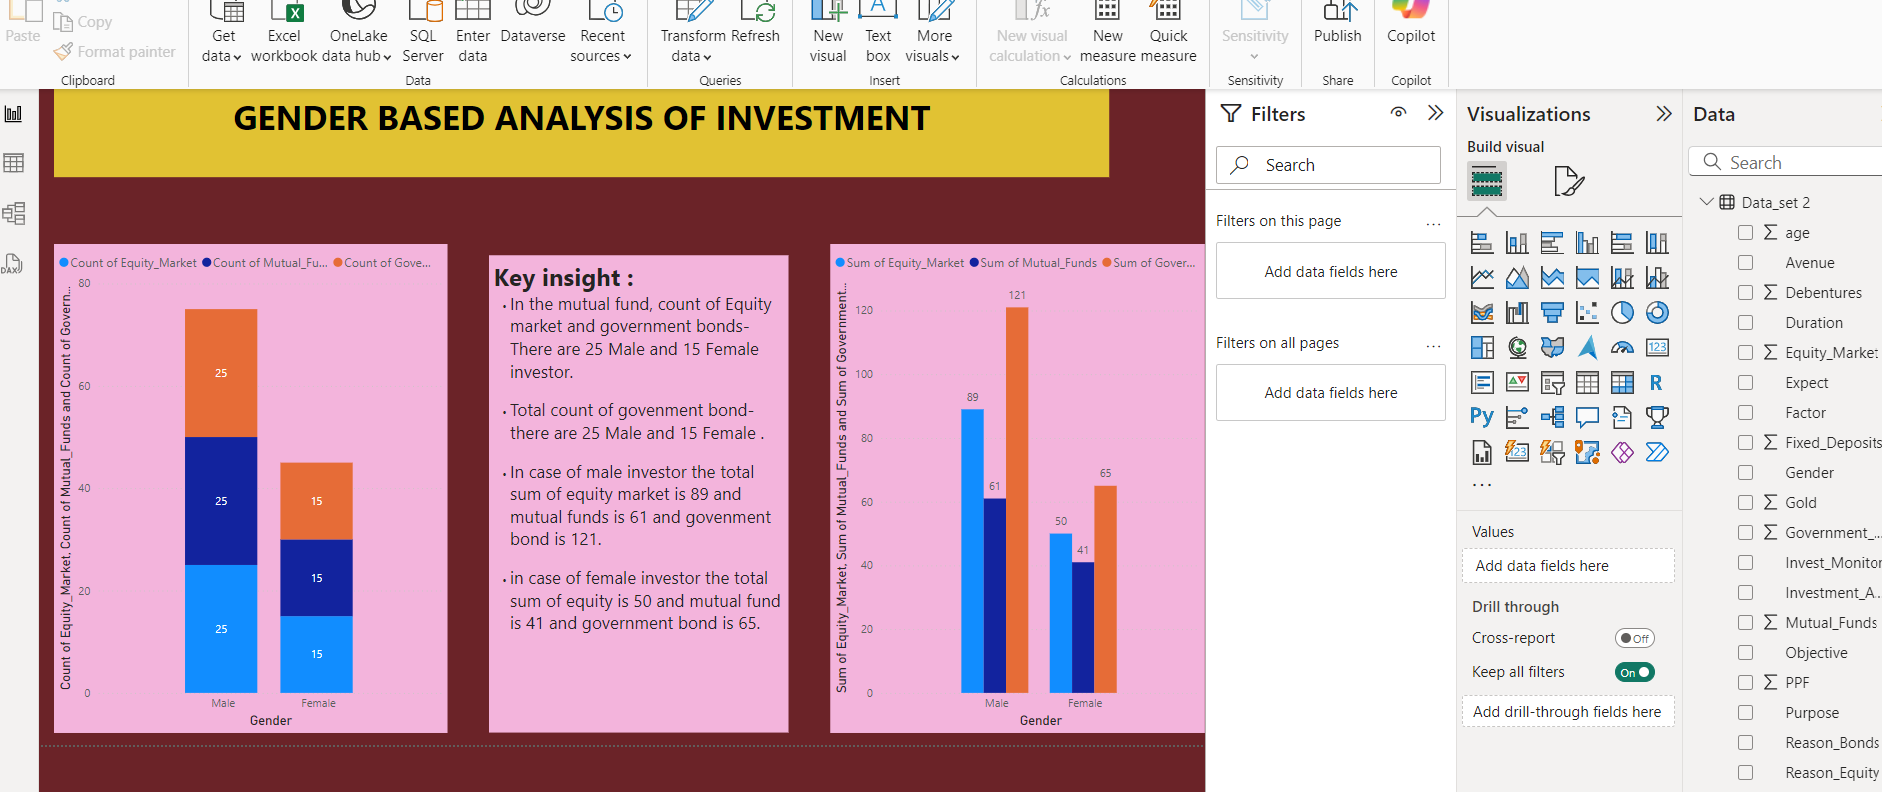 Paste
Copy
Format painter
Clipboard
Get data
Excel workbook
OneLake data hub
SQL Server
Enter data
Dataverse
Recent sources
Data
Transform data
Refresh
Queries
New visual
Text box
More visuals
Insert
New visual calculation
New measure
Quick measure
Calculations
Sensitivity
Sensitivity
Publish
Share
Copilot
Copilot
GENDER BASED ANALYSIS OF INVESTMENT
Count of Equity_Market Count of Mutual_Fu... Count of Gove...
Count of Equity_Market, Count of Mutual_Funds and Count of Govern...
80
60
40
20
0
25
25
25
15
15
15
Male
Female
Gender
Key insight :
• In the mutual fund, count of Equity
market and government bonds-
There are 25 Male and 15 Female
investor.
• Total count of govenment bond-
there are 25 Male and 15 Female .
• In case of male investor the total
sum of equity market is 89 and
mutual funds is 61 and govenment
bond is 121.
• in case of female investor the total
sum of equity is 50 and mutual fund
is 41 and government bond is 65.
Sum of Equity_Market Sum of Mutual_Funds Sum of Gover...
Sum of Equity_Market, Sum of Mutual_Funds and Sum of Government...
120
100
80
60
40
20
0
89
61
121
50
41
65
Male
Female
Gender
Filters
Search
Filters on this page
...
Add data fields here
Filters on all pages
...
Add data fields here
Visualizations
Build visual
123
R
Py
123
...
Values
Add data fields here
Drill through
Cross-report
Off
Keep all filters
On
Add drill-through fields here
Data
Search
Data_set 2
∑ age
Avenue
∑ Debentures
Duration
∑ Equity_Market
Expect
Factor
∑ Fixed_Deposits
Gender
∑ Gold
∑ Government_...
Invest_Monitor
Investment_A...
∑ Mutual_Funds
Objective
∑ PPF
Purpose
Reason_Bonds
Reason_Equity
DAX